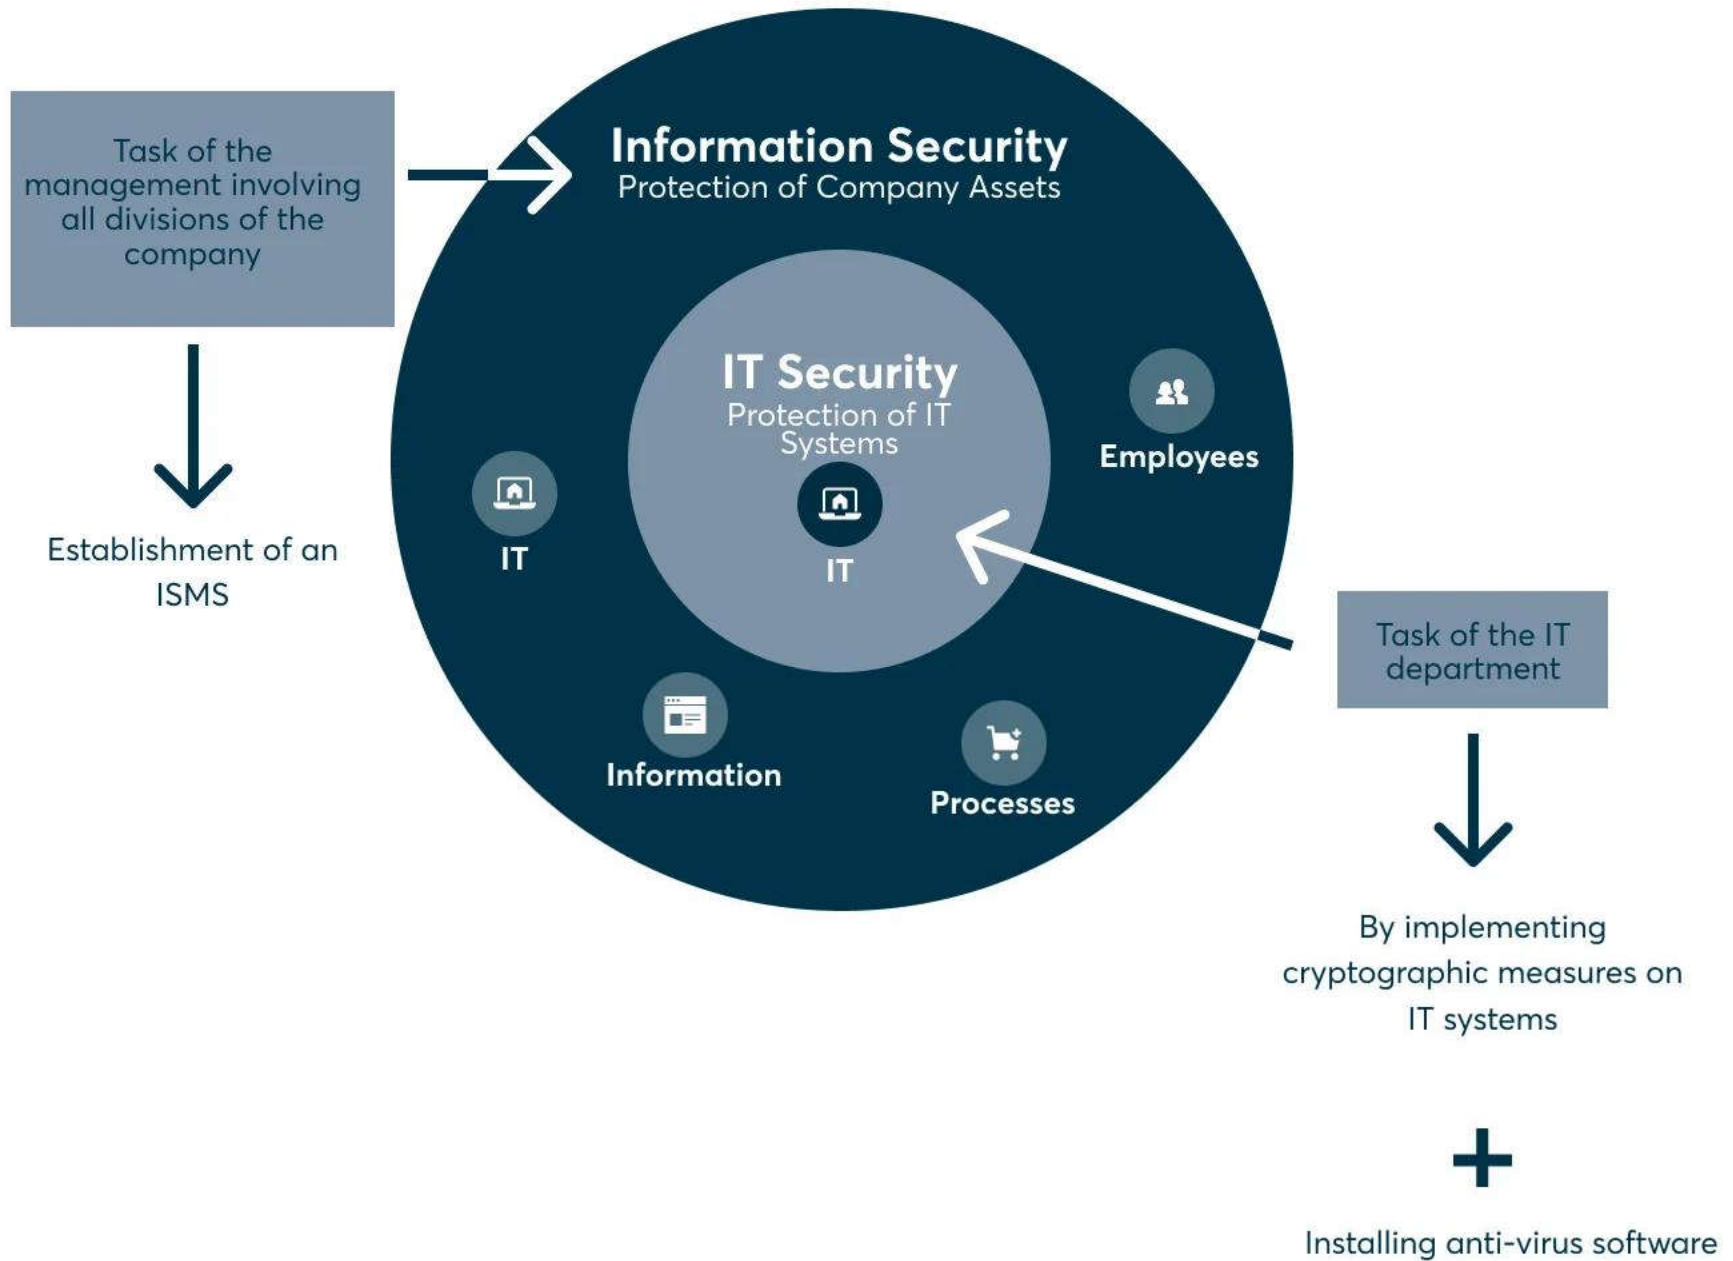 Task of the
management involving
all divisions of the
company
Establishment of an
ISMS
Information Security
Protection of Company Assets
IT Security
Protection of IT
Systems
IT
IT
Employees
Information
Processes
Task of the IT
department
By implementing
cryptographic measures on
IT systems
+
Installing anti-virus software